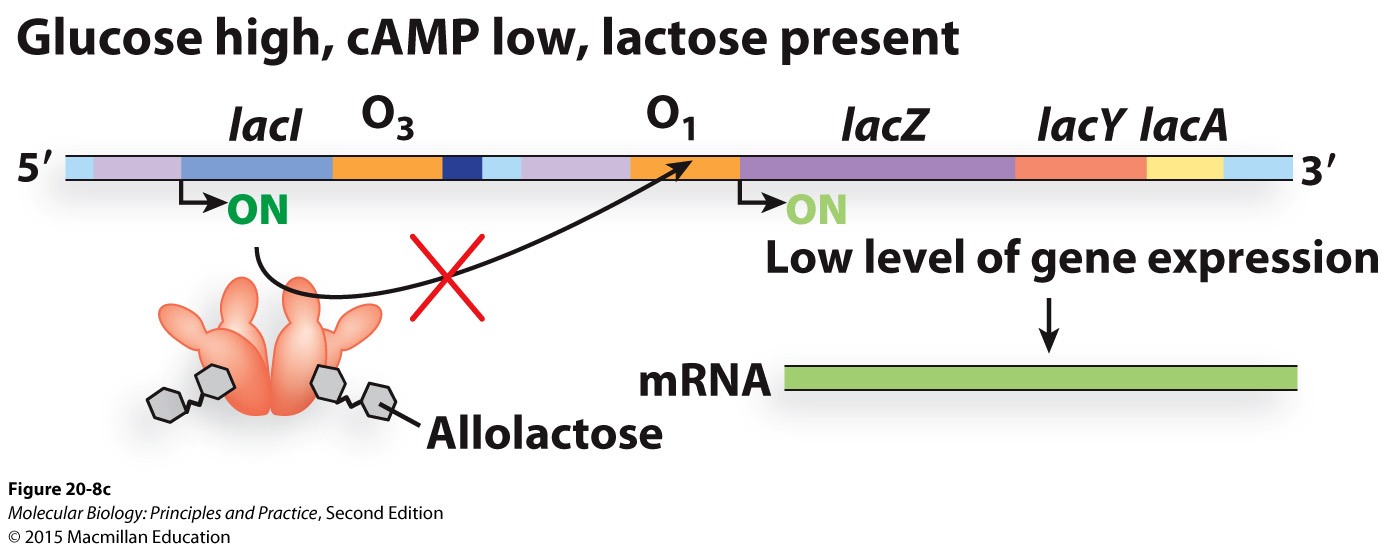 Glucose high, cAMP low, lactose present
lacI O₃ O₁ lacZ lacY lacA
5′ 3′
ON ON
Low level of gene expression
mRNA
Allolactose
Figure 20-8c
Molecular Biology: Principles and Practice, Second Edition
© 2015 Macmillan Education